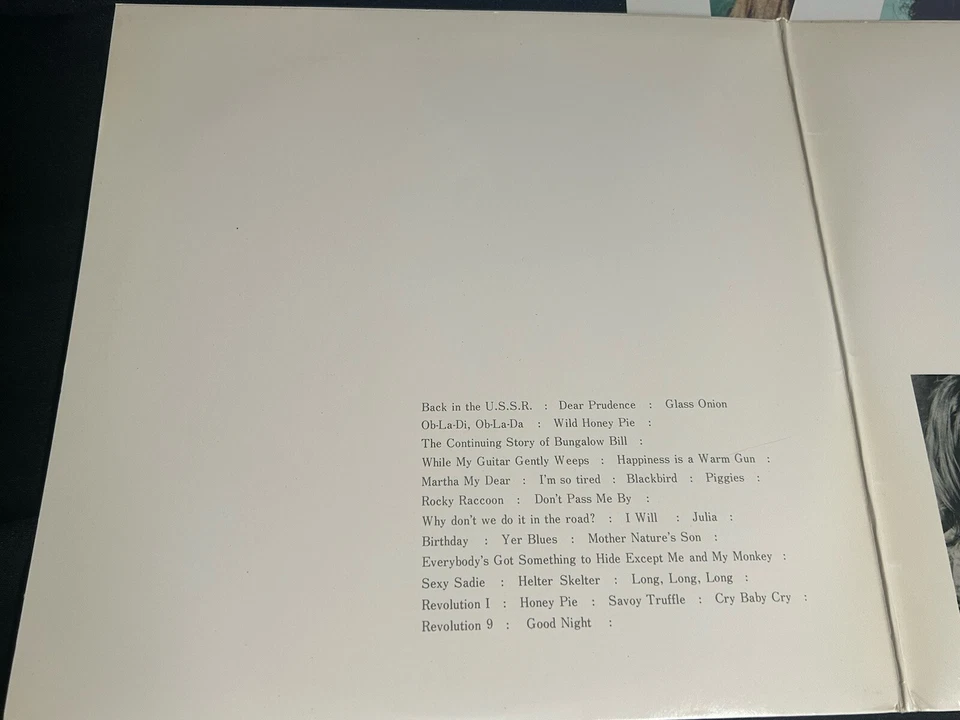 Back in the U.S.S.R. : Dear Prudence : Glass Onion
Ob-La-Di, Ob-La-Da : Wild Honey Pie :
The Continuing Story of Bungalow Bill :
While My Guitar Gently Weeps : Happiness is a Warm Gun :
Martha My Dear : I'm so tired : Blackbird : Piggies :
Rocky Raccoon : Don't Pass Me By :
Why don't we do it in the road? : I Will : Julia :
Birthday : Yer Blues : Mother Nature's Son :
Everybody's Got Something to Hide Except Me and My Monkey :
Sexy Sadie : Helter Skelter : Long, Long, Long :
Revolution I : Honey Pie : Savoy Truffle : Cry Baby Cry :
Revolution 9 : Good Night :